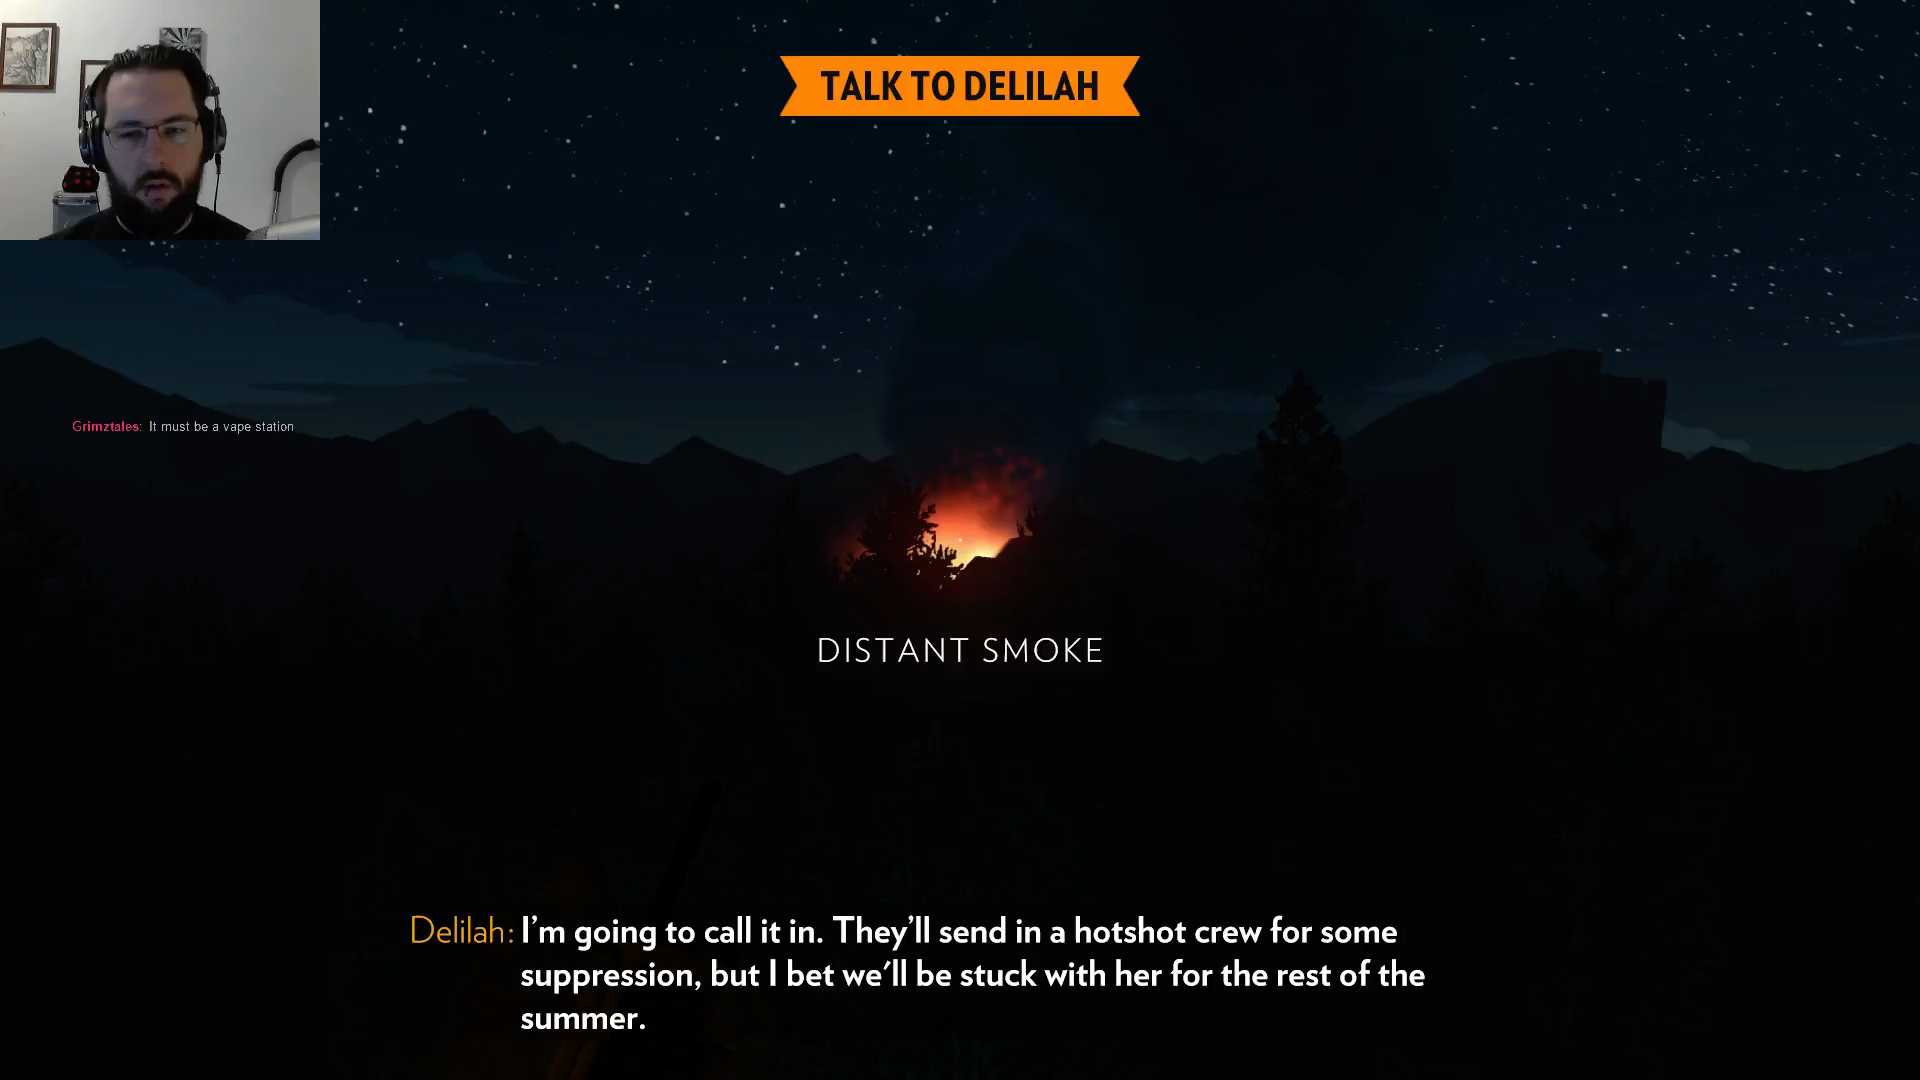 TALK TO DELILAH
Grimztales: It must be a vape station
DISTANT SMOKE
Delilah: I'm going to call it in. They'll send in a hotshot crew for some
suppression, but I bet we'll be stuck with her for the rest of the
summer.